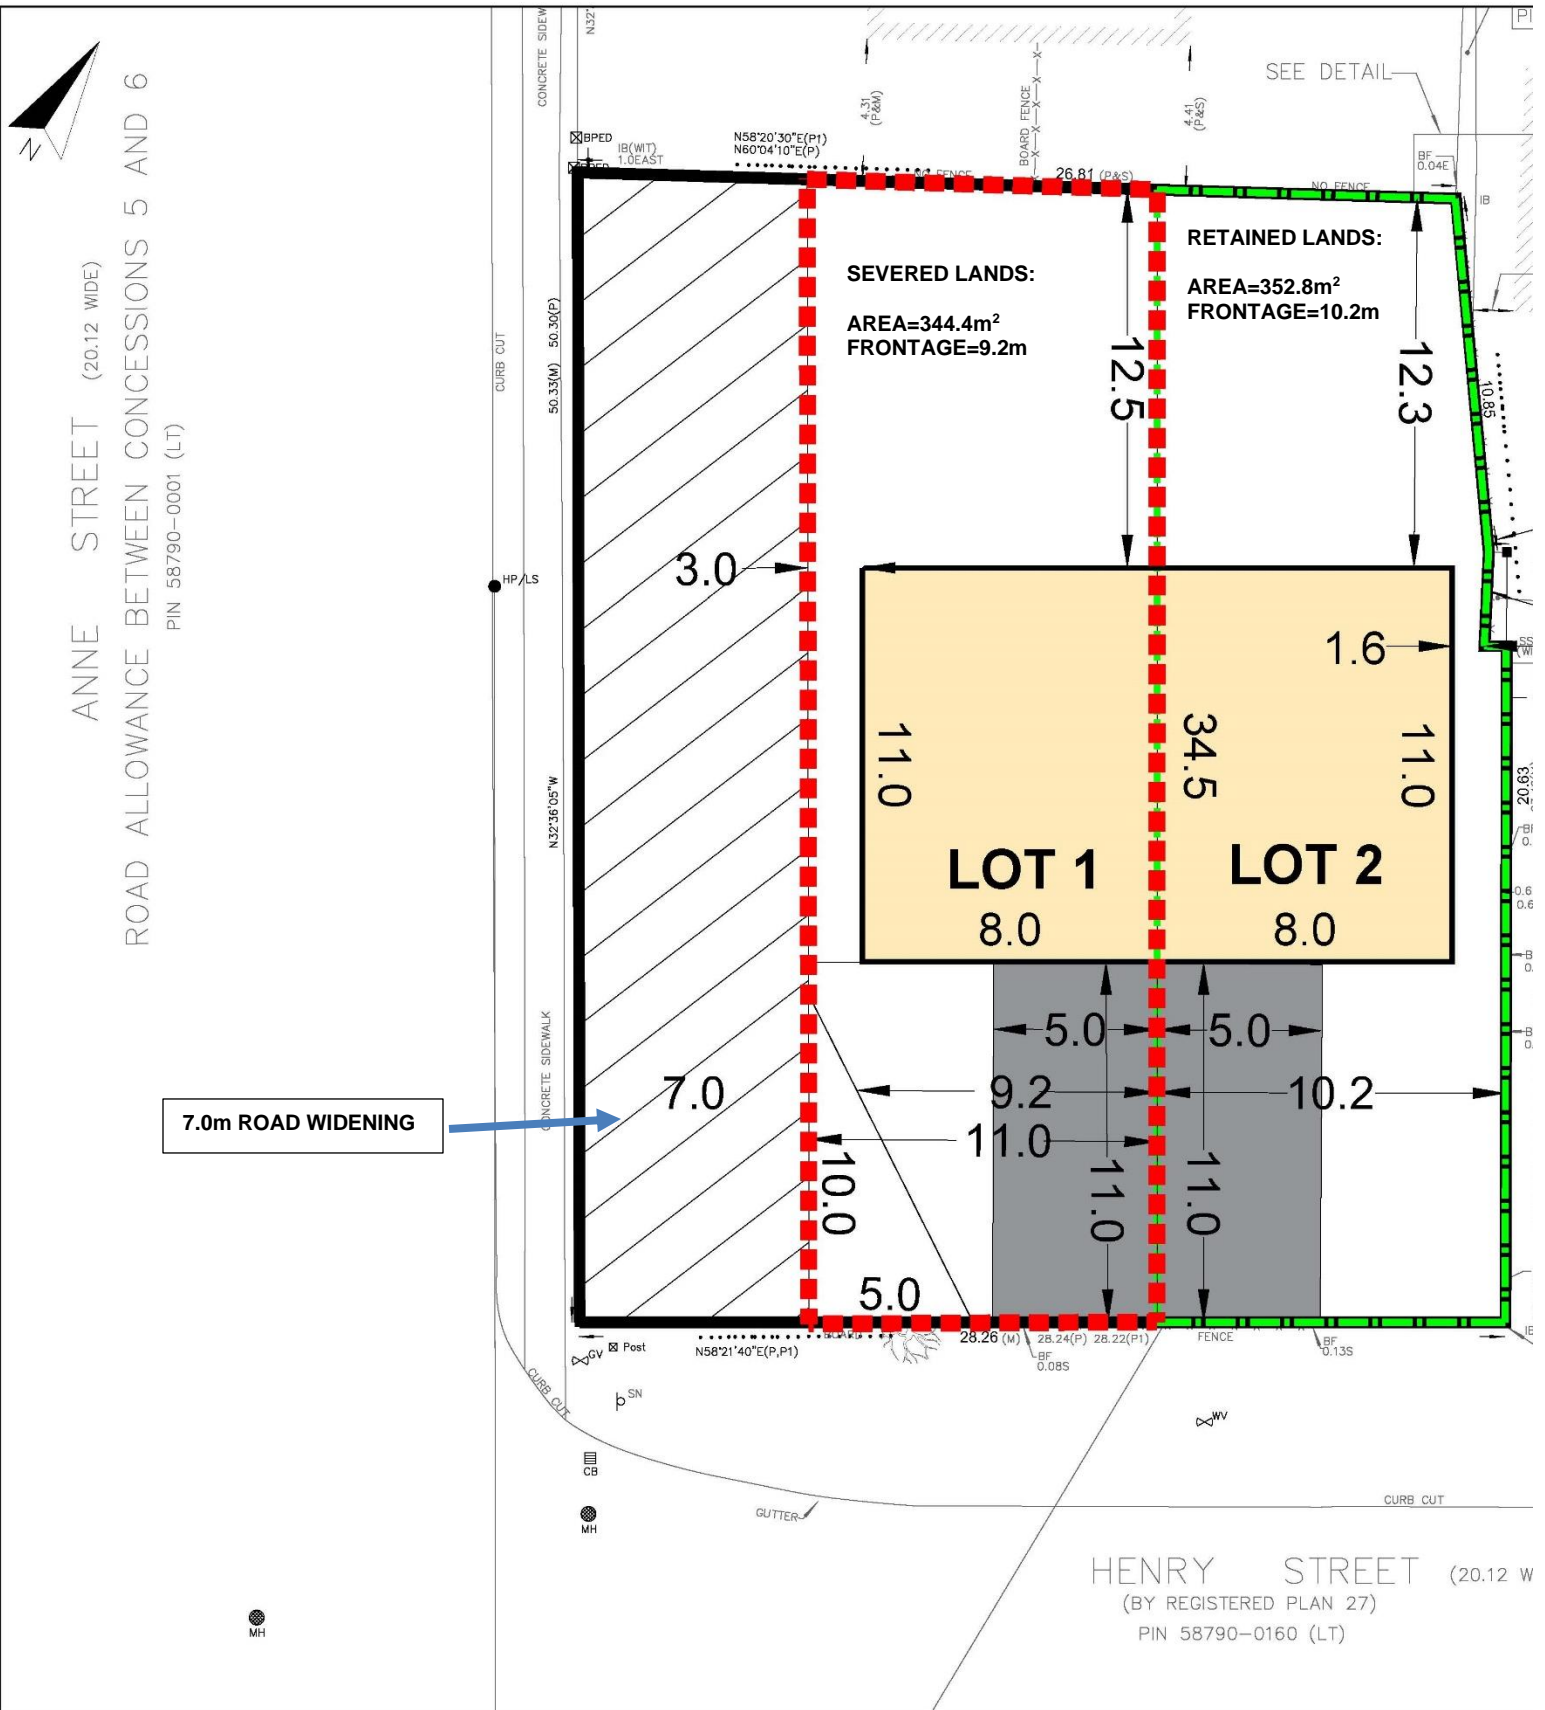 N
ANNE STREET (20.12 WIDE)
ROAD ALLOWANCE BETWEEN CONCESSIONS 5 AND 6
PIN 58790-0001 (LT)
CONCRETE SIDEW
N32°
BPED
IB(WIT)
1.0EAST
N58°20'30"E(P1)
N60°04'10"E(P)
4.31
(P&M)
BOARD FENCE
X X X X
4.41
(P&S)
SEE DETAIL
BF
0.04E
NO FENCE
26.81 (P&S)
NO FENCE
IB
SEVERED LANDS:
AREA=344.4m²
FRONTAGE=9.2m
RETAINED LANDS:
AREA=352.8m²
FRONTAGE=10.2m
12.5
12.3
10.85
CURB CUT
50.33(M) 50.30(P)
HP/LS
3.0
1.6
11.0
34.5
11.0
20.63
N32°36'05"W
LOT 1
LOT 2
8.0
8.0
5.0
5.0
9.2
10.2
11.0
11.0
11.0
10.0
5.0
7.0
CONCRETE SIDEWALK
7.0m ROAD WIDENING
Post
GV
SN
N58°21'40"E(P,P1)
BOARD
28.26 (M) 28.24(P) 28.22(P1)
FENCE
BF
0.08S
BF
0.13S
CURB CUT
WV
CB
MH
MH
GUTTER
CURB CUT
HENRY STREET (20.12 W
(BY REGISTERED PLAN 27)
PIN 58790-0160 (LT)